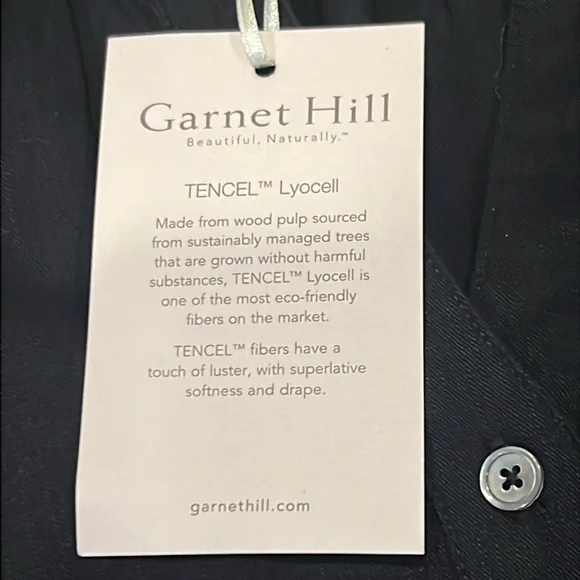 Garnet Hill
Beautiful, Naturally.™
TENCEL™ Lyocell
Made from wood pulp sourced
from sustainably managed trees
that are grown without harmful
substances, TENCEL™ Lyocell is
one of the most eco-friendly
fibers on the market.
TENCEL™ fibers have a
touch of luster, with superlative
softness and drape.
garnethill.com